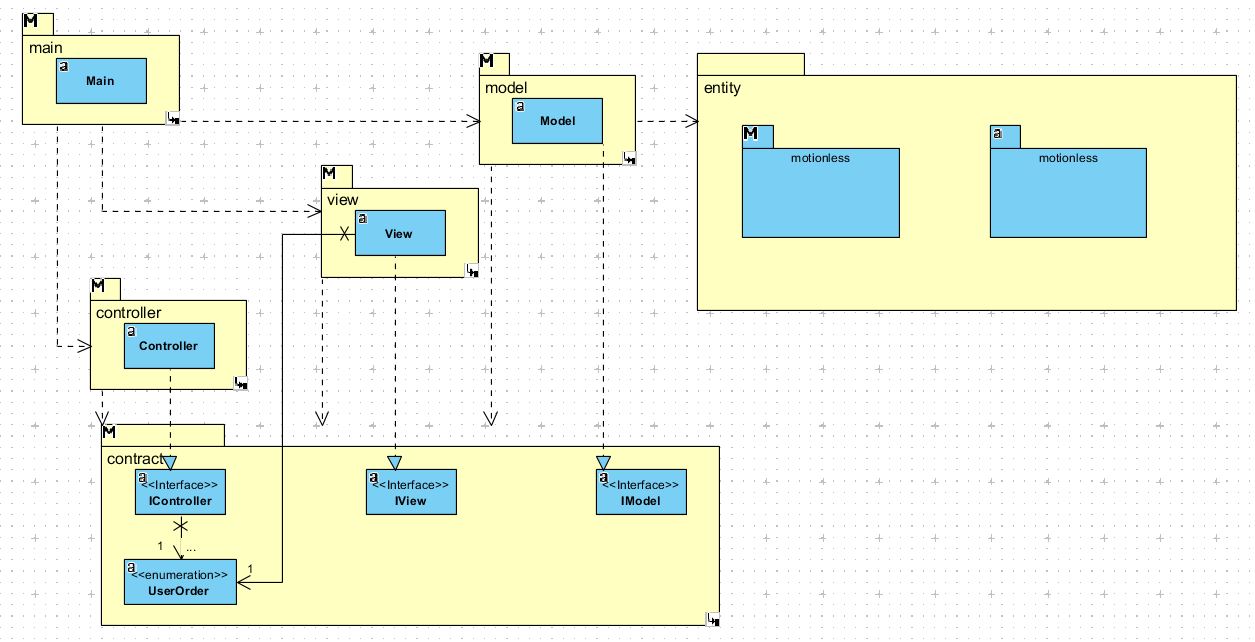 M
main
a
Main
M
model
a
Model
entity
M
motionless
a
motionless
M
view
a
View
M
controller
a
Controller
M
contract
a
<<Interface>>
IController
a
<<Interface>>
IView
a
<<Interface>>
IModel
1
...
a
<<enumeration>>
UserOrder
1